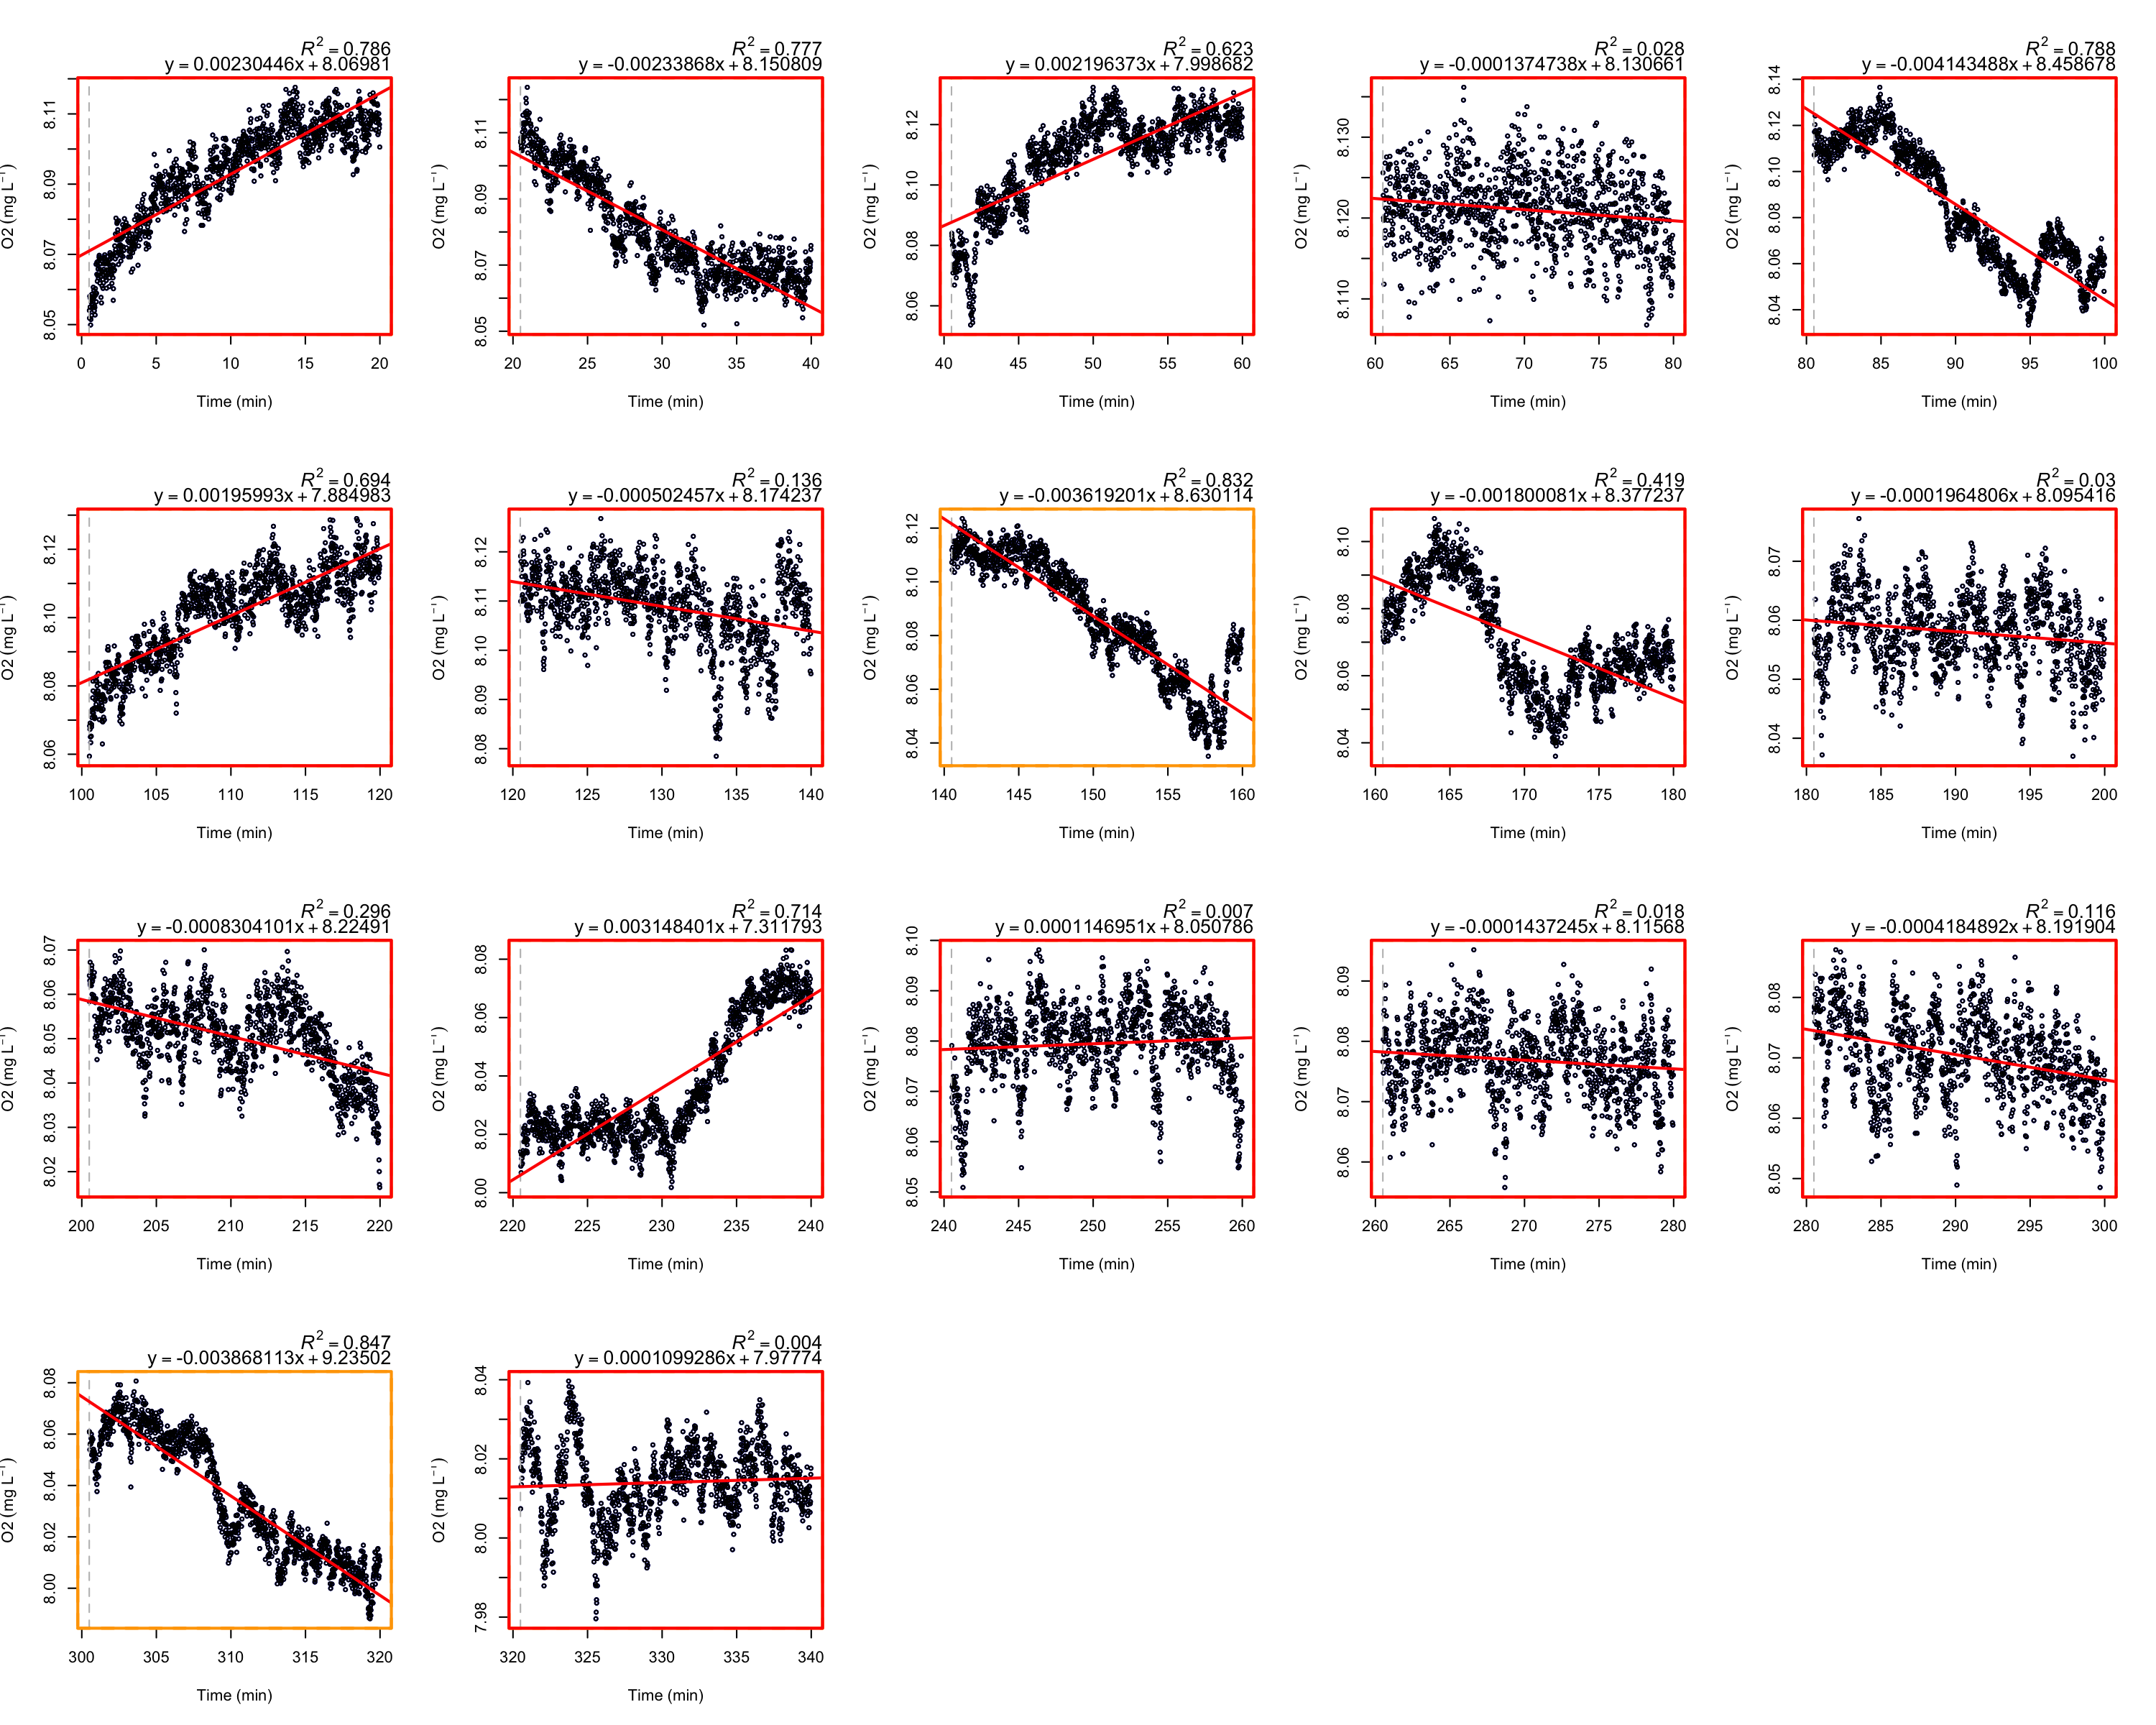 R² = 0.786
y = 0.00230446x + 8.06981
O2 (mg L⁻¹)
8.05 8.07 8.09 8.11
0 5 10 15 20
Time (min)
R² = 0.777
y = -0.00233868x + 8.150809
O2 (mg L⁻¹)
8.05 8.07 8.09 8.11
20 25 30 35 40
Time (min)
R² = 0.623
y = 0.002196373x + 7.998682
O2 (mg L⁻¹)
8.06 8.08 8.10 8.12
40 45 50 55 60
Time (min)
R² = 0.028
y = -0.0001374738x + 8.130661
O2 (mg L⁻¹)
8.110 8.120 8.130
60 65 70 75 80
Time (min)
R² = 0.788
y = -0.004143488x + 8.458678
O2 (mg L⁻¹)
8.04 8.06 8.08 8.10 8.12 8.14
80 85 90 95 100
Time (min)
R² = 0.694
y = 0.00195993x + 7.884983
O2 (mg L⁻¹)
8.06 8.08 8.10 8.12
100 105 110 115 120
Time (min)
R² = 0.136
y = -0.000502457x + 8.174237
O2 (mg L⁻¹)
8.08 8.09 8.10 8.11 8.12
120 125 130 135 140
Time (min)
R² = 0.832
y = -0.003619201x + 8.630114
O2 (mg L⁻¹)
8.04 8.06 8.08 8.10 8.12
140 145 150 155 160
Time (min)
R² = 0.419
y = -0.001800081x + 8.377237
O2 (mg L⁻¹)
8.04 8.06 8.08 8.10
160 165 170 175 180
Time (min)
R² = 0.03
y = -0.0001964806x + 8.095416
O2 (mg L⁻¹)
8.04 8.05 8.06 8.07
180 185 190 195 200
Time (min)
R² = 0.296
y = -0.0008304101x + 8.22491
O2 (mg L⁻¹)
8.02 8.03 8.04 8.05 8.06 8.07
200 205 210 215 220
Time (min)
R² = 0.714
y = 0.003148401x + 7.311793
O2 (mg L⁻¹)
8.00 8.02 8.04 8.06 8.08
220 225 230 235 240
Time (min)
R² = 0.007
y = 0.0001146951x + 8.050786
O2 (mg L⁻¹)
8.05 8.06 8.07 8.08 8.09 8.10
240 245 250 255 260
Time (min)
R² = 0.018
y = -0.0001437245x + 8.11568
O2 (mg L⁻¹)
8.06 8.07 8.08 8.09
260 265 270 275 280
Time (min)
R² = 0.116
y = -0.0004184892x + 8.191904
O2 (mg L⁻¹)
8.05 8.06 8.07 8.08
280 285 290 295 300
Time (min)
R² = 0.847
y = -0.003868113x + 9.23502
O2 (mg L⁻¹)
8.00 8.02 8.04 8.06 8.08
300 305 310 315 320
Time (min)
R² = 0.004
y = 0.0001099286x + 7.97774
O2 (mg L⁻¹)
7.98 8.00 8.02 8.04
320 325 330 335 340
Time (min)